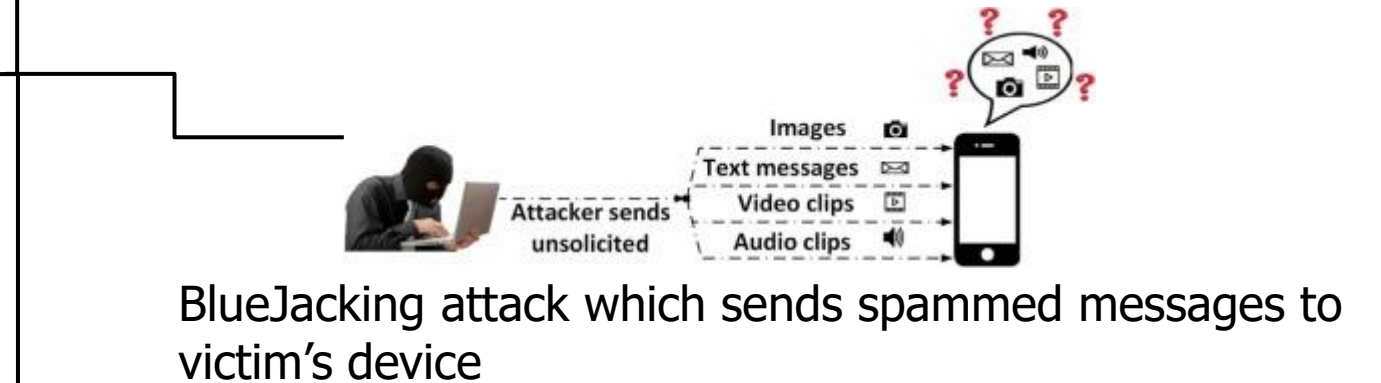 ? ?
? ?
Images
Text messages
Attacker sends
unsolicited
Video clips
Audio clips
BlueJacking attack which sends spammed messages to
victim's device